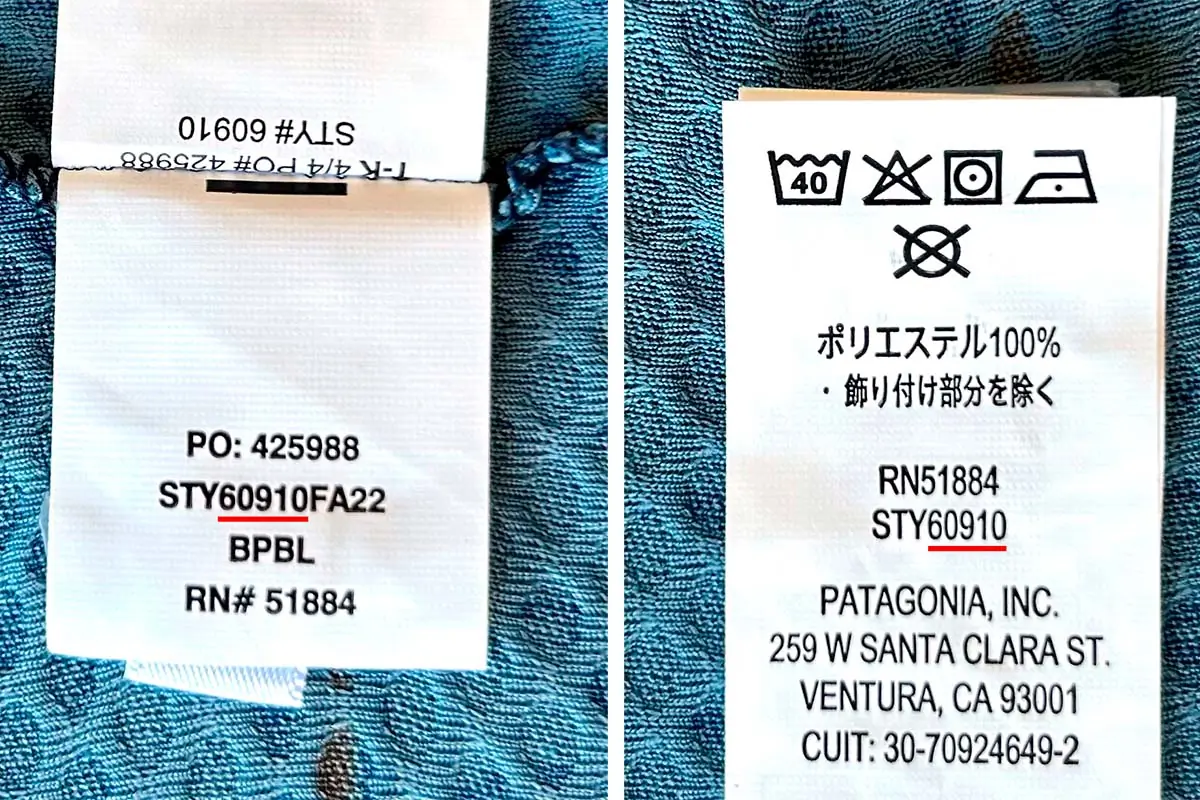 STY# 60910
T-K 4/4 PO# 425988
PO: 425988
STY60910FA22
BPBL
RN# 51884
40
ポリエステル100%
・飾り付け部分を除く
RN51884
STY60910
PATAGONIA, INC.
259 W SANTA CLARA ST.
VENTURA, CA 93001
CUIT: 30-70924649-2